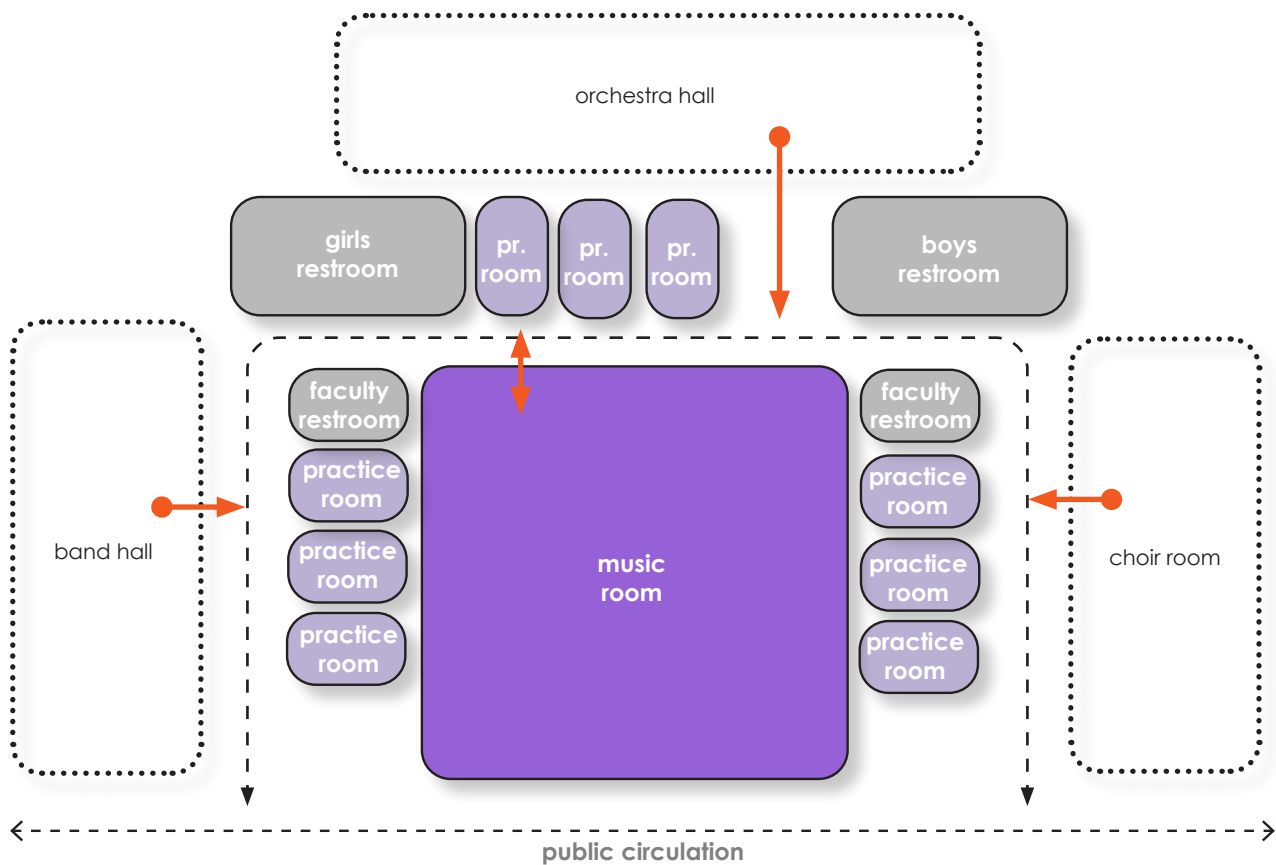 orchestra hall
girls
restroom
pr.
room
pr.
room
pr.
room
boys
restroom
faculty
restroom
faculty
restroom
practice
room
practice
room
band hall
practice
room
music
room
practice
room
choir room
practice
room
practice
room
public circulation